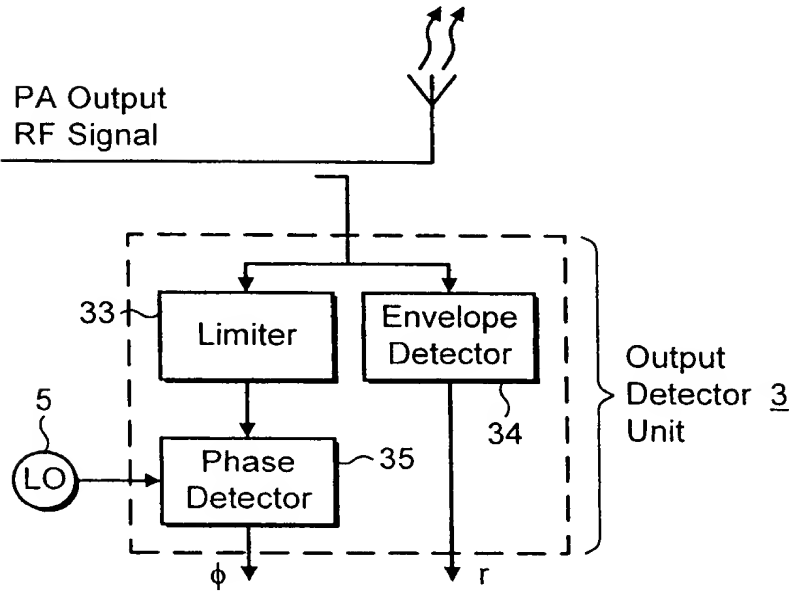 PA Output
RF Signal
33
Limiter
Envelope
Detector
34
Output
Detector 3
Unit
5
LO
Phase
Detector
35
ϕ
r